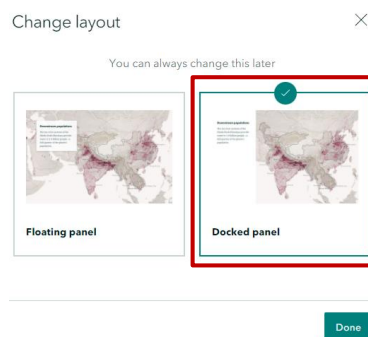 Change layout
You can always change this later
Floating panel
Docked panel
Done